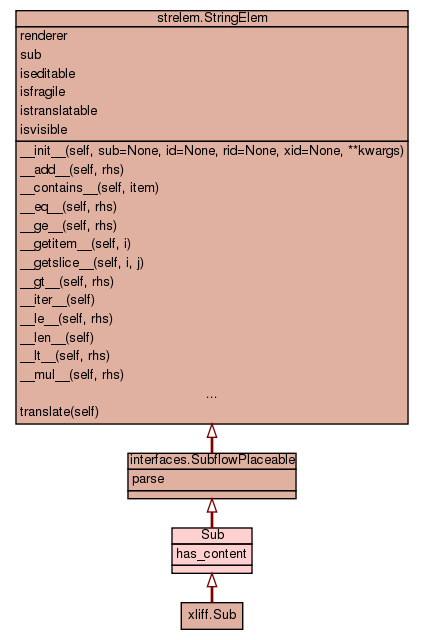 strelem.StringElem
renderer
sub
iseditable
isfragile
istranslatable
isvisible
__init__(self, sub=None, id=None, rid=None, xid=None, **kwargs)
__add__(self, rhs)
__contains__(self, item)
__eq__(self, rhs)
__ge__(self, rhs)
__getitem__(self, i)
__getslice__(self, i, j)
__gt__(self, rhs)
__iter__(self)
__le__(self, rhs)
__len__(self)
__lt__(self, rhs)
__mul__(self, rhs)
...
translate(self)
interfaces.SubflowPlaceable
parse
Sub
has_content
xliff.Sub